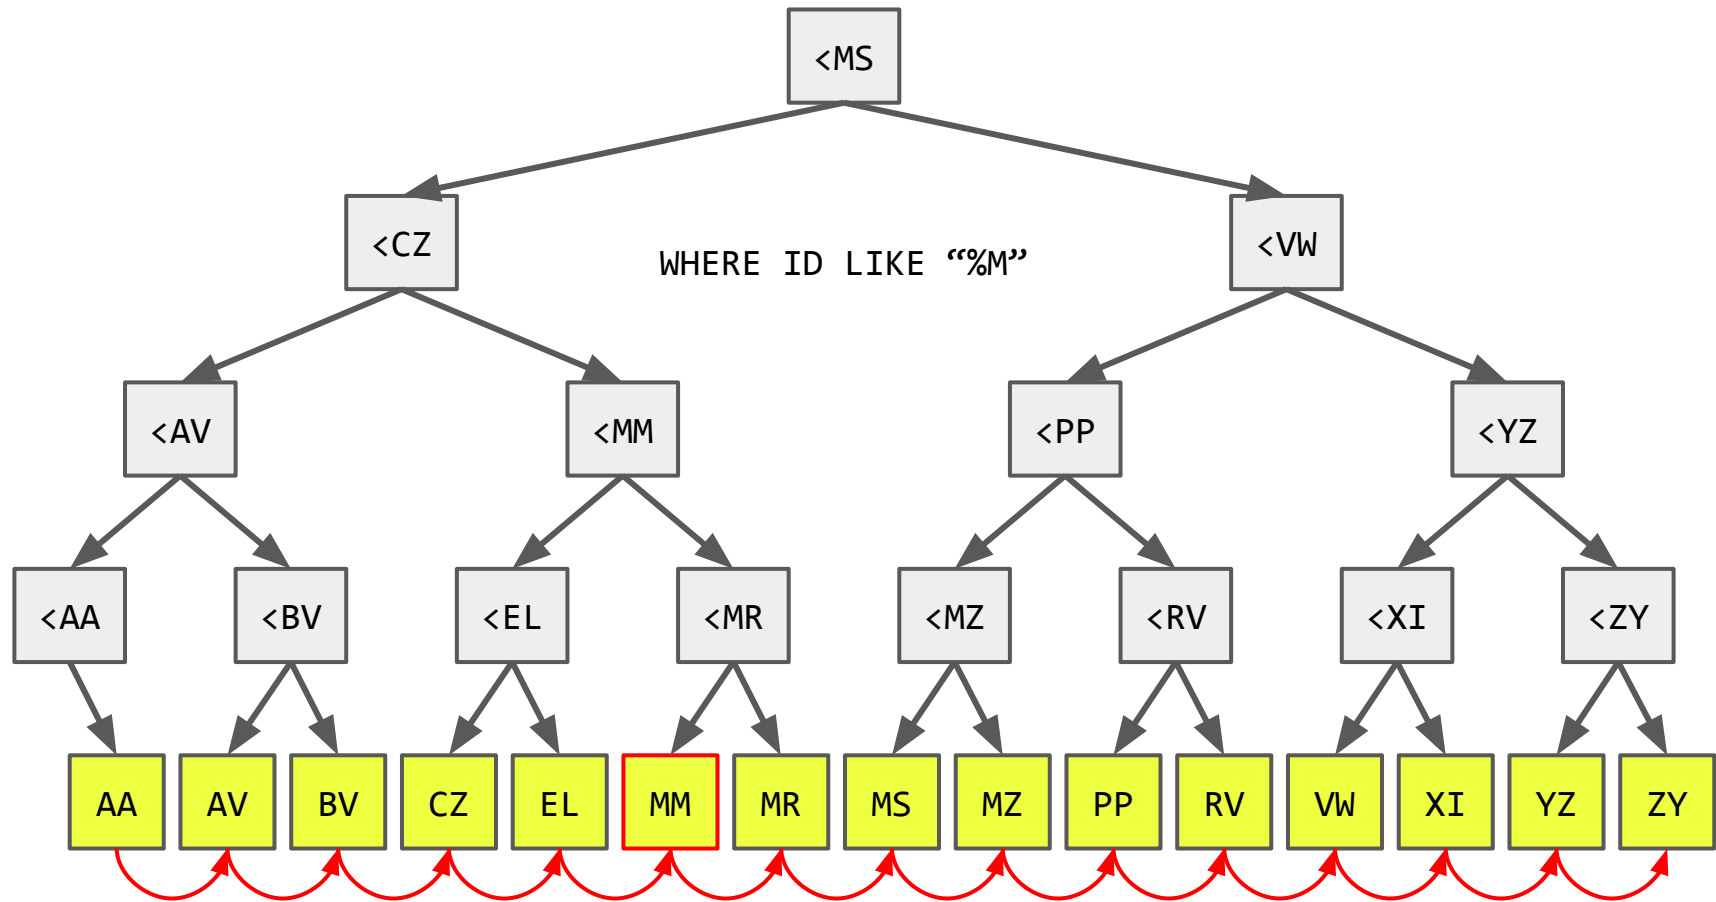 <MS
<CZ
WHERE ID LIKE “%M”
<VW
<AV
<MM
<PP
<YZ
<AA
<BV
<EL
<MR
<MZ
<RV
<XI
<ZY
AA
AV
BV
CZ
EL
MM
MR
MS
MZ
PP
RV
VW
XI
YZ
ZY